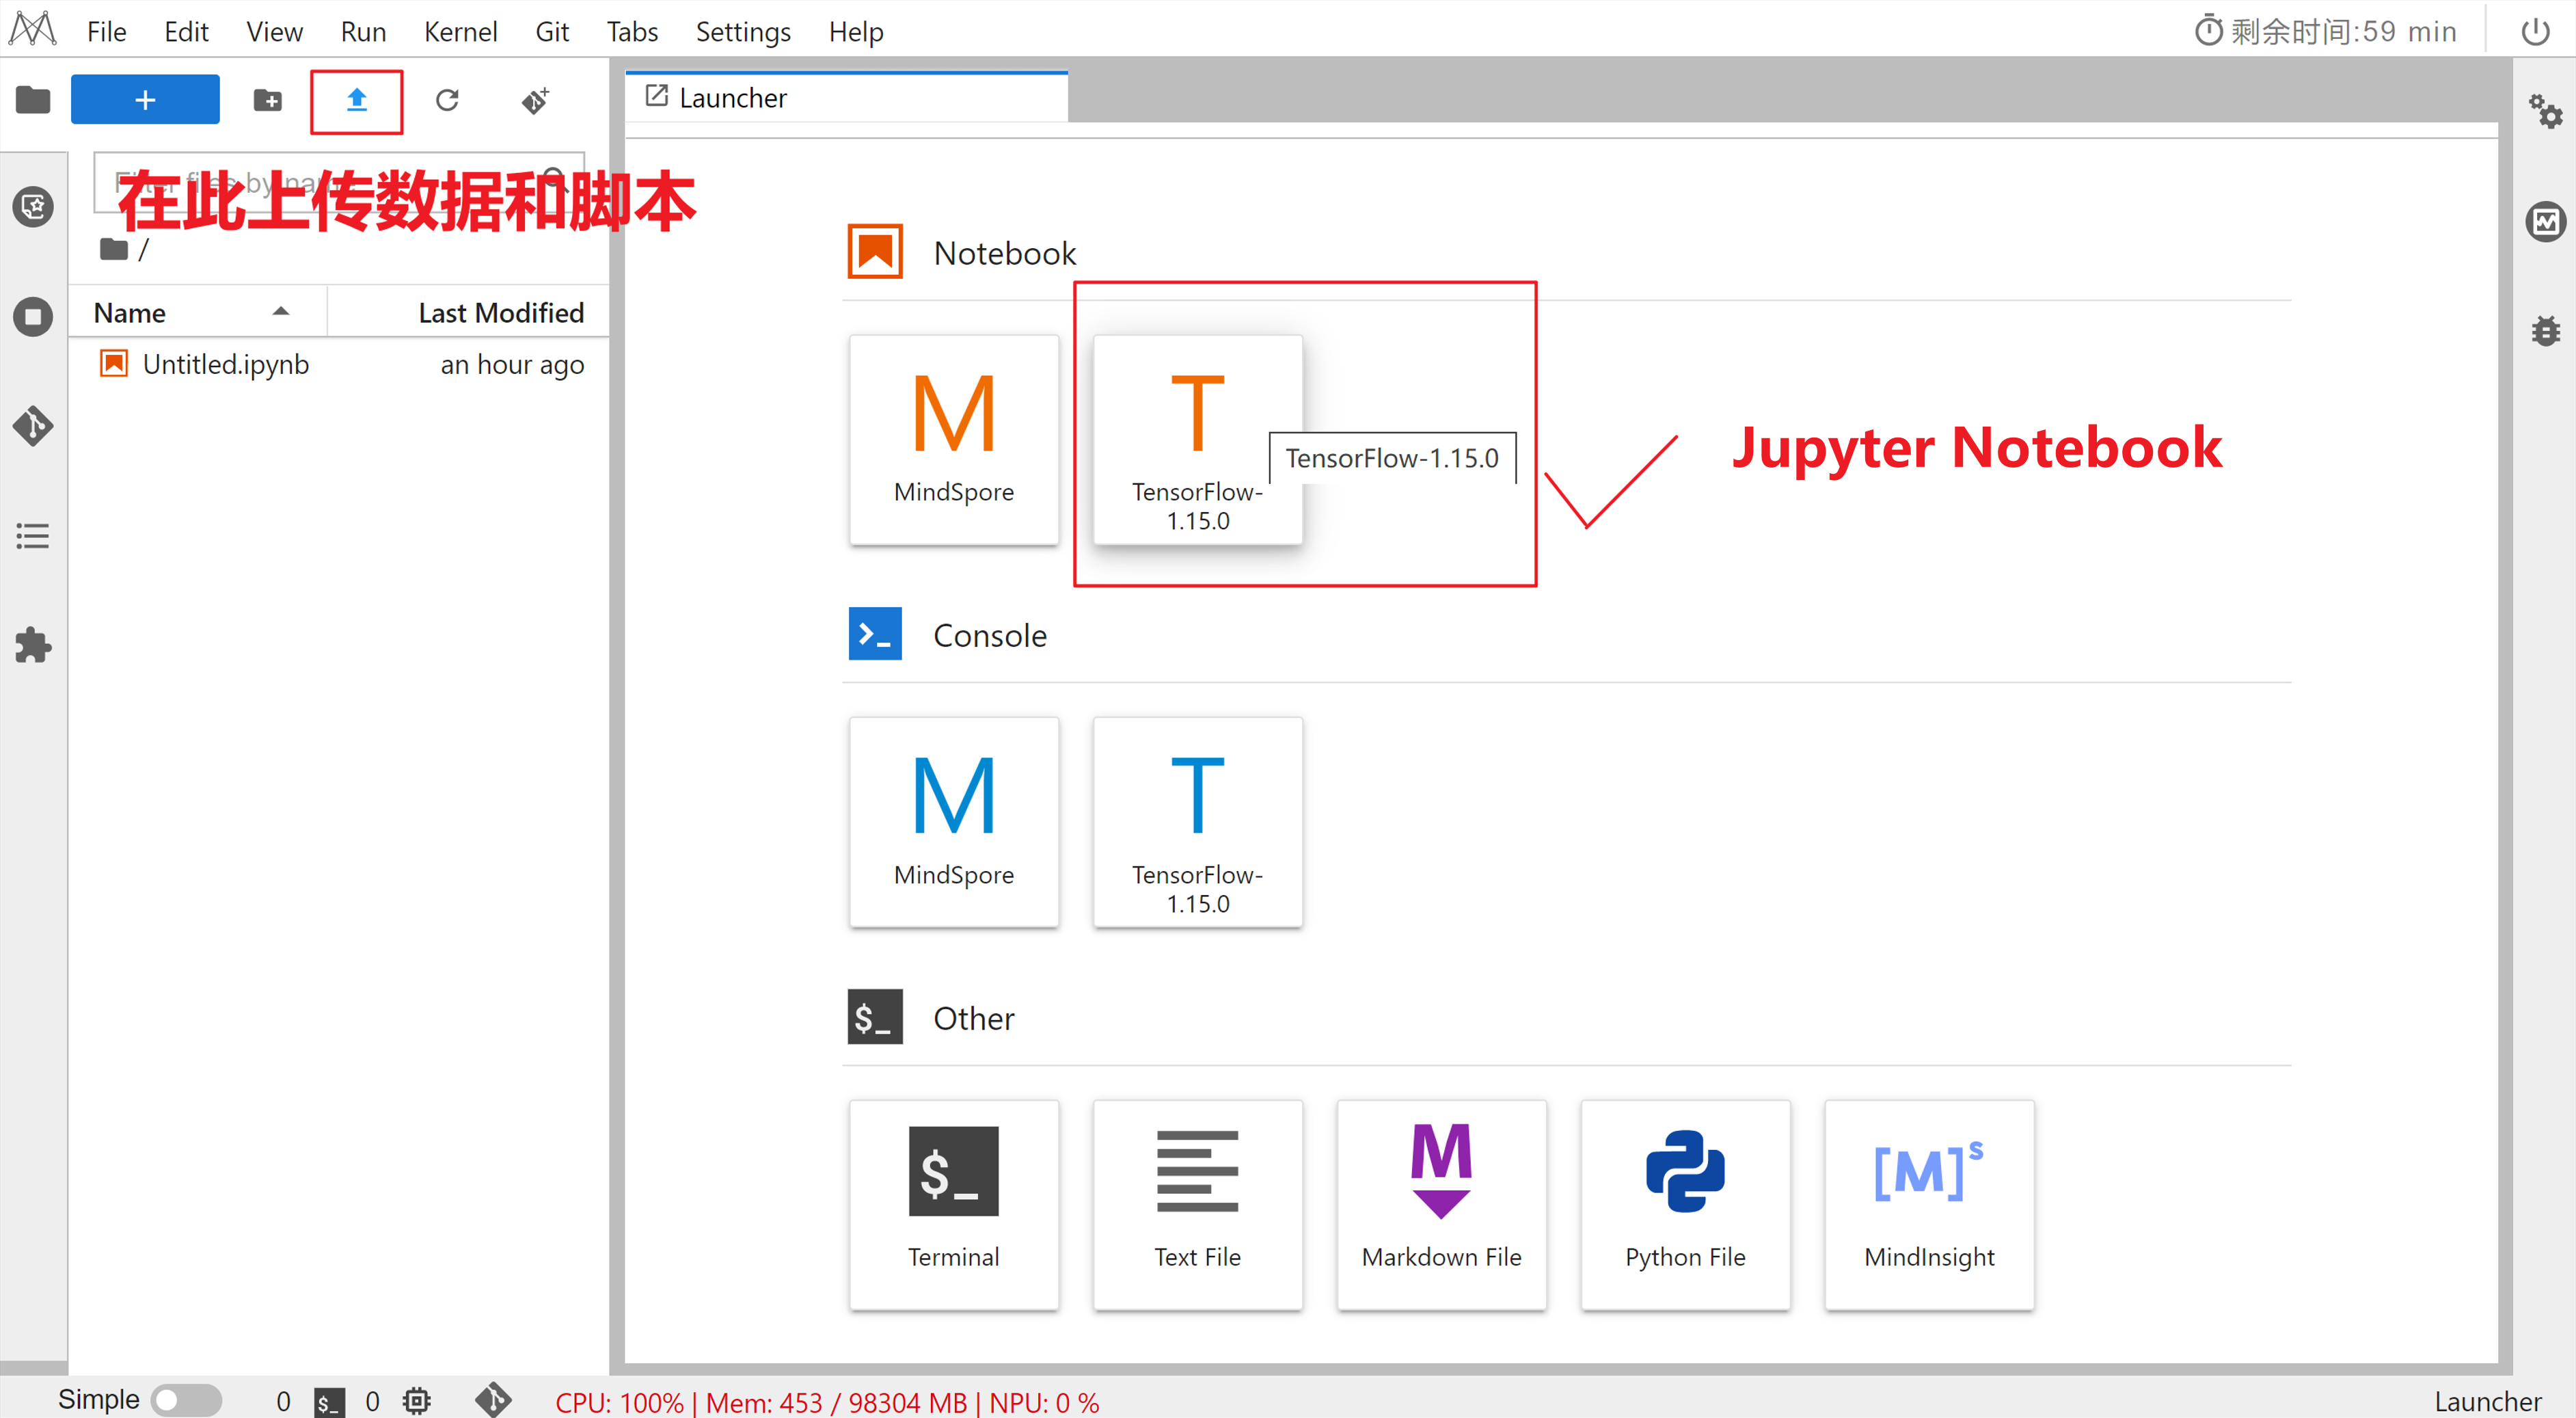 File Edit View Run Kernel Git Tabs Settings Help
剩余时间:59 min
Launcher
Filter files by name
在此上传数据和脚本
/
Name Last Modified
Untitled.ipynb an hour ago
Notebook
M
MindSpore
T
TensorFlow-
1.15.0
TensorFlow-1.15.0
Jupyter Notebook
Console
M
MindSpore
T
TensorFlow-
1.15.0
$_ Other
$_
Terminal
Text File
M
Markdown File
Python File
[M]s
MindInsight
Simple 0 $_ 0 CPU: 100% | Mem: 453 / 98304 MB | NPU: 0 % Launcher